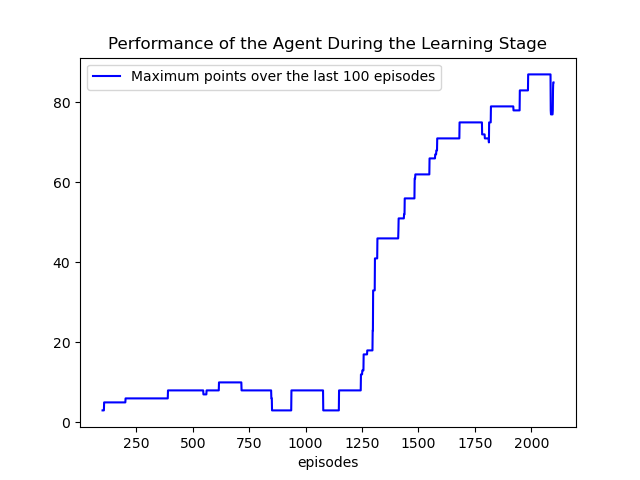 Performance of the Agent During the Learning Stage
Maximum points over the last 100 episodes
80
60
40
20
0
250 500 750 1000 1250 1500 1750 2000
episodes